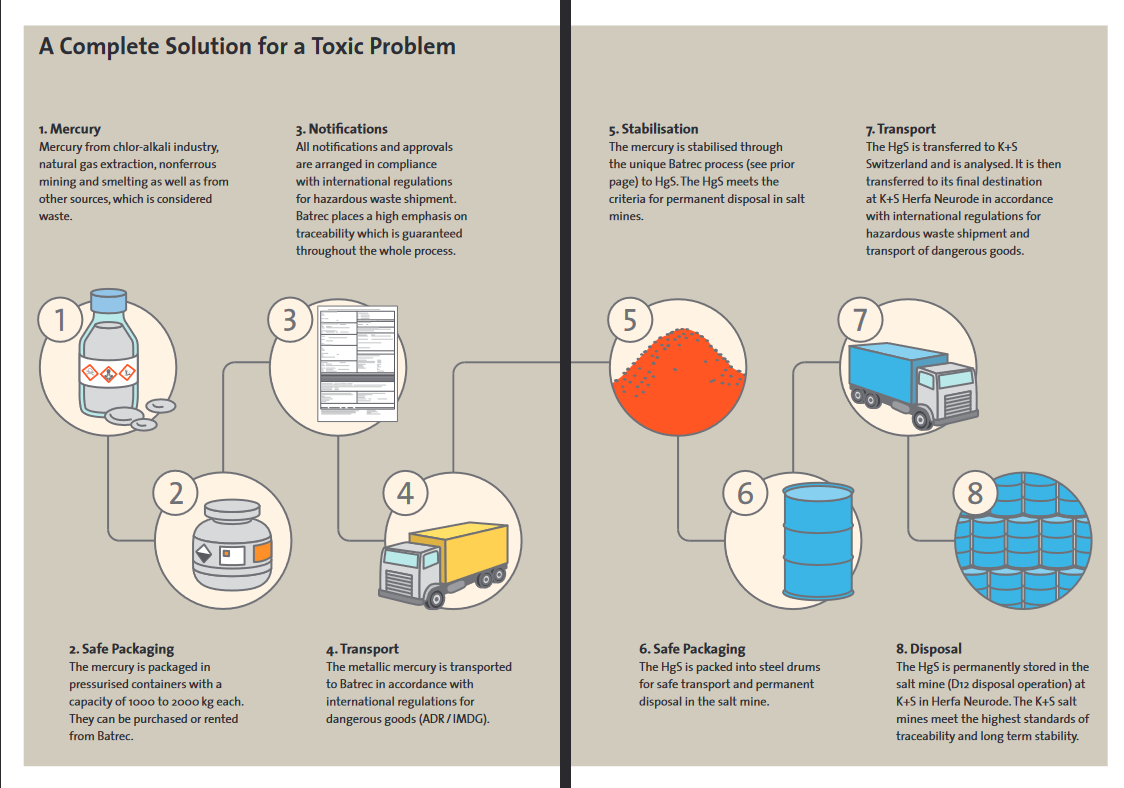 A Complete Solution for a Toxic Problem
1. Mercury
Mercury from chlor-alkali industry,
natural gas extraction, nonferrous
mining and smelting as well as from
other sources, which is considered
waste.
3. Notifications
All notifications and approvals
are arranged in compliance
with international regulations
for hazardous waste shipment.
Batrec places a high emphasis on
traceability which is guaranteed
throughout the whole process.
5. Stabilisation
The mercury is stabilised through
the unique Batrec process (see prior
page) to HgS. The HgS meets the
criteria for permanent disposal in salt
mines.
7. Transport
The HgS is transferred to K+S
Switzerland and is analysed. It is then
transferred to its final destination
at K+S Herfa Neurode in accordance
with international regulations for
hazardous waste shipment and
transport of dangerous goods.
1
3
5
7
2
4
6
8
2. Safe Packaging
The mercury is packaged in
pressurised containers with a
capacity of 1000 to 2000 kg each.
They can be purchased or rented
from Batrec.
4. Transport
The metallic mercury is transported
to Batrec in accordance with
international regulations for
dangerous goods (ADR / IMDG).
6. Safe Packaging
The HgS is packed into steel drums
for safe transport and permanent
disposal in the salt mine.
8. Disposal
The HgS is permanently stored in the
salt mine (D12 disposal operation) at
K+S in Herfa Neurode. The K+S salt
mines meet the highest standards of
traceability and long term stability.